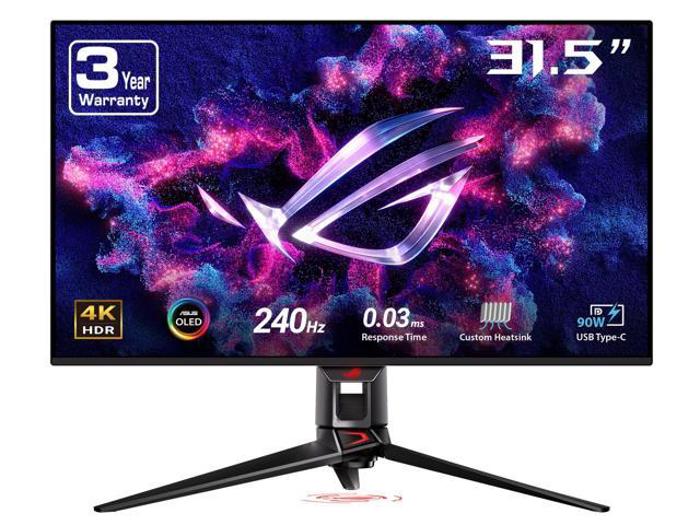 3 Year
Warranty
31.5”
4K
HDR
ASUS
OLED
240Hz
0.03ms
Response Time
Custom Heatsink
90W
USB Type-C